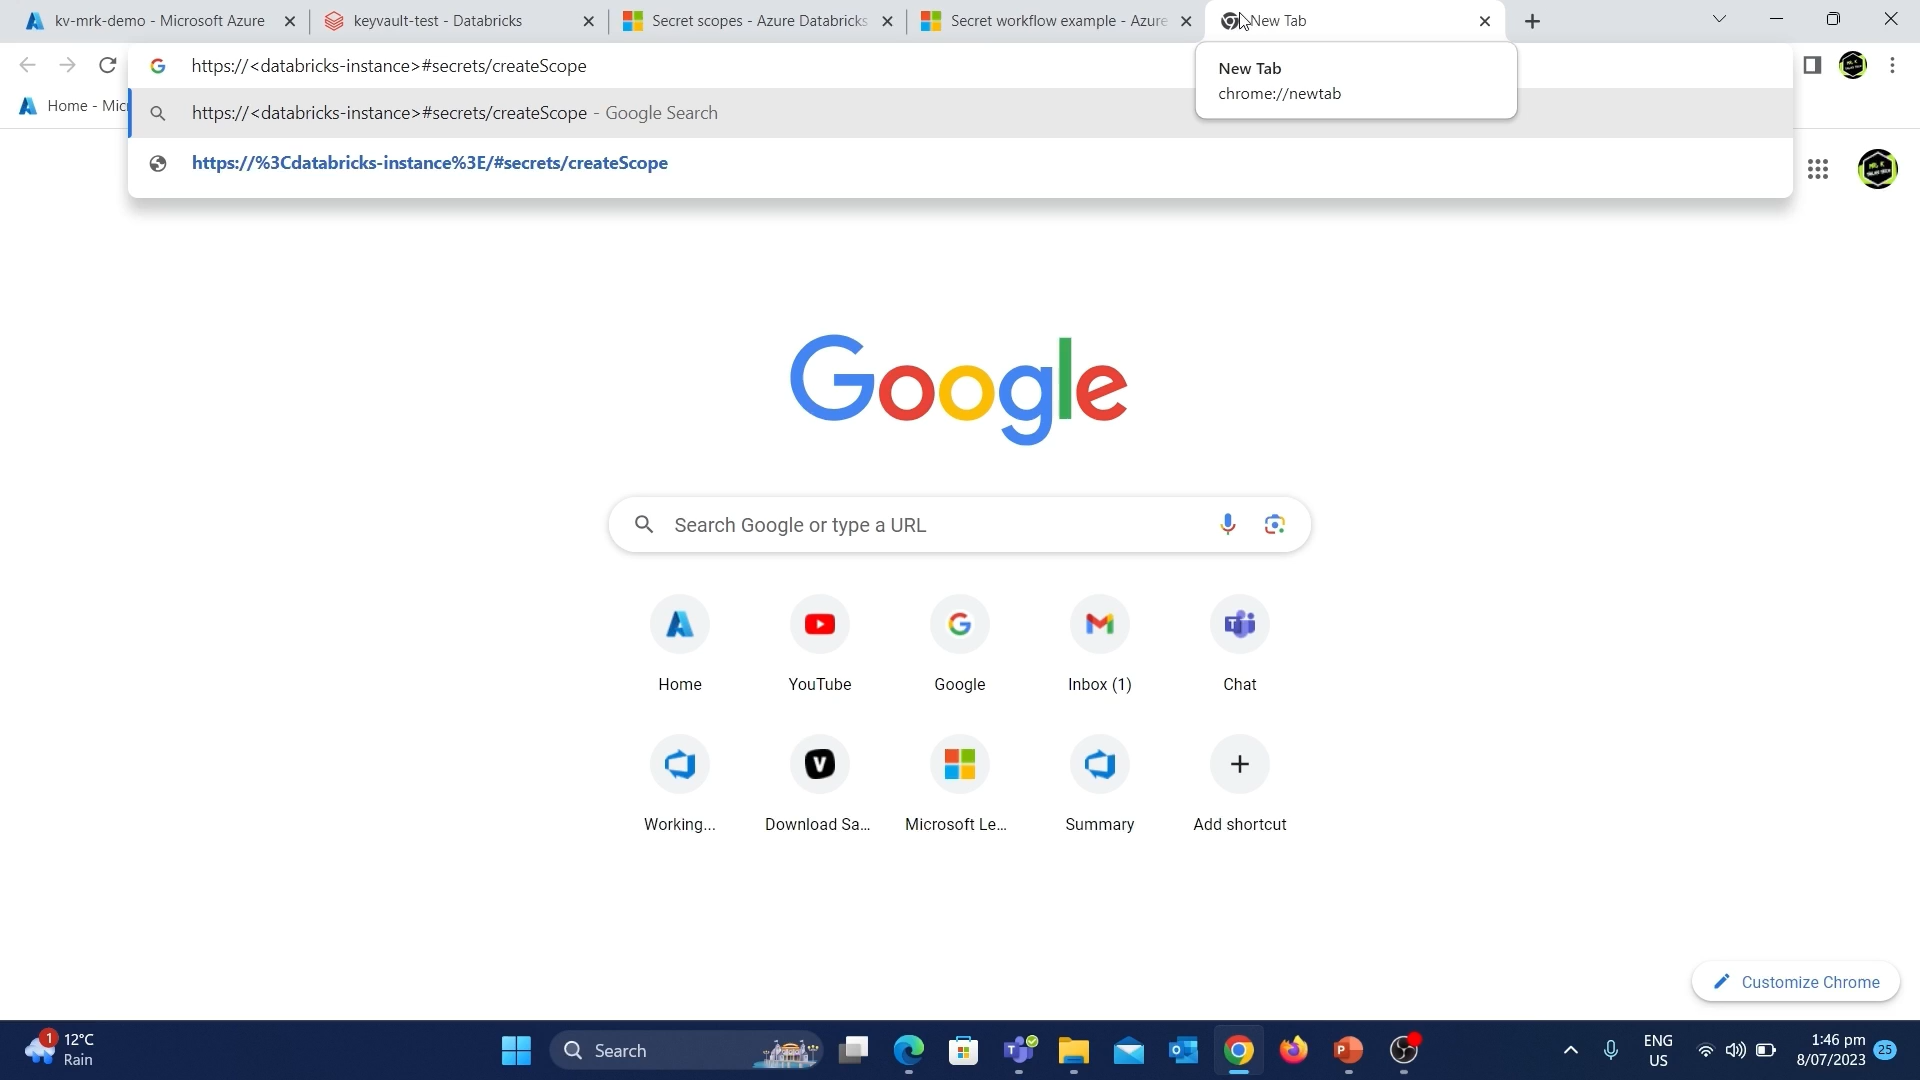 kv-mrk-demo - Microsoft Azure
keyvault-test - Databricks
Secret scopes - Azure Databricks
Secret workflow example - Azure
New Tab
https://<databricks-instance>#secrets/createScope
New Tab
chrome://newtab
Home - Mic
https://<databricks-instance>#secrets/createScope - Google Search
https://%3Cdatabricks-instance%3E/#secrets/createScope
Google
Search Google or type a URL
Home
YouTube
Google
Inbox (1)
Chat
Working...
Download Sa...
Microsoft Le...
Summary
Add shortcut
Customize Chrome
1
12°C
Rain
Search
ENG
US
1:46 pm
8/07/2023
25